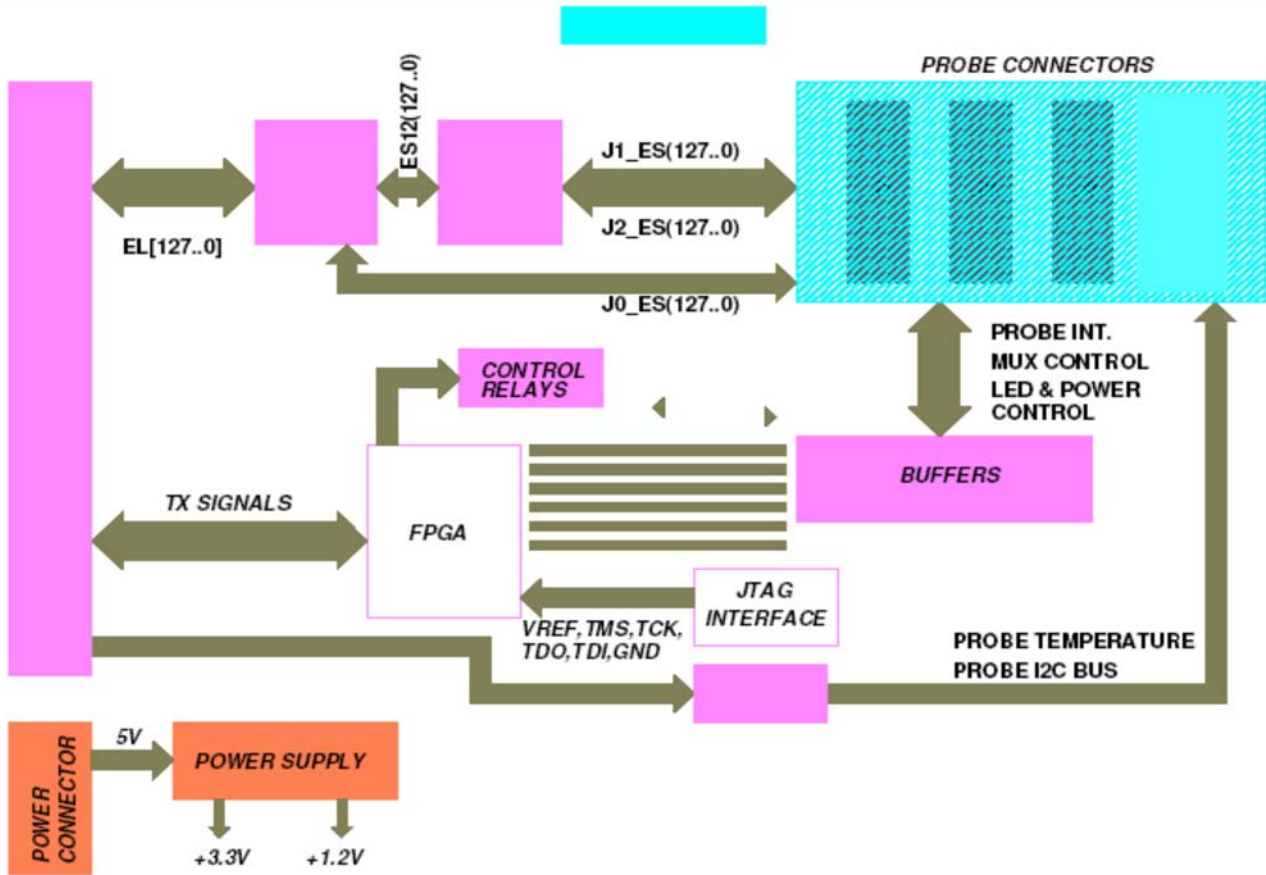 PROBE CONNECTORS
ES12(127..0)
J1_ES(127..0)
J2_ES(127..0)
EL[127..0]
J0_ES(127..0)
PROBE INT.
MUX CONTROL
LED & POWER
CONTROL
CONTROL
RELAYS
BUFFERS
TX SIGNALS
FPGA
JTAG
INTERFACE
VREF,TMS,TCK,
TDO,TDI,GND
PROBE TEMPERATURE
PROBE I2C BUS
POWER
CONNECTOR
5V
POWER SUPPLY
+3.3V
+1.2V